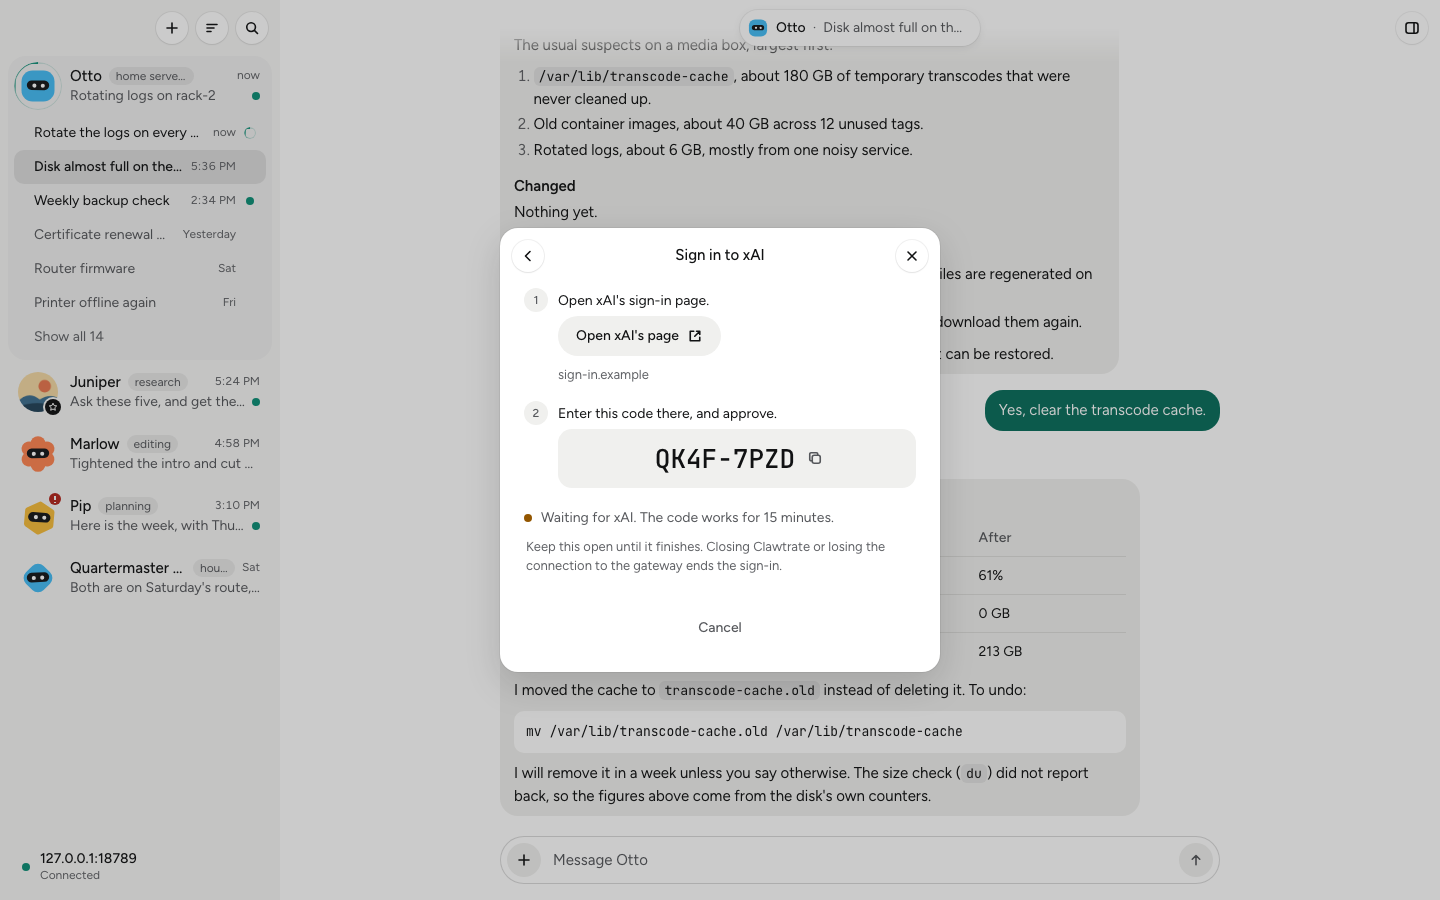 Otto home serve... now
Rotating logs on rack-2
Rotate the logs on every ... now
Disk almost full on the... 5:36 PM
Weekly backup check 2:34 PM
Certificate renewal ... Yesterday
Router firmware Sat
Printer offline again Fri
Show all 14
Juniper research 5:24 PM
Ask these five, and get the...
Marlow editing 4:58 PM
Tightened the intro and cut ...
Pip planning 3:10 PM
Here is the week, with Thu...
Quartermaster ... hou... Sat
Both are on Saturday's route,...
127.0.0.1:18789
Connected
Otto · Disk almost full on th...
The usual suspects on a media box, largest first:
1. /var/lib/transcode-cache, about 180 GB of temporary transcodes that were
never cleaned up.
2. Old container images, about 40 GB across 12 unused tags.
3. Rotated logs, about 6 GB, mostly from one noisy service.
Changed
Nothing yet.
are regenerated on
download them again.
can be restored.
Yes, clear the transcode cache.
Sign in to xAI
1 Open xAI's sign-in page.
Open xAI's page
sign-in.example
2 Enter this code there, and approve.
QK4F-7PZD
Waiting for xAI. The code works for 15 minutes.
Keep this open until it finishes. Closing Clawtrate or losing the
connection to the gateway ends the sign-in.
Cancel
After
61%
0 GB
213 GB
I moved the cache to transcode-cache.old instead of deleting it. To undo:
mv /var/lib/transcode-cache.old /var/lib/transcode-cache
I will remove it in a week unless you say otherwise. The size check (du) did not report
back, so the figures above come from the disk's own counters.
Message Otto